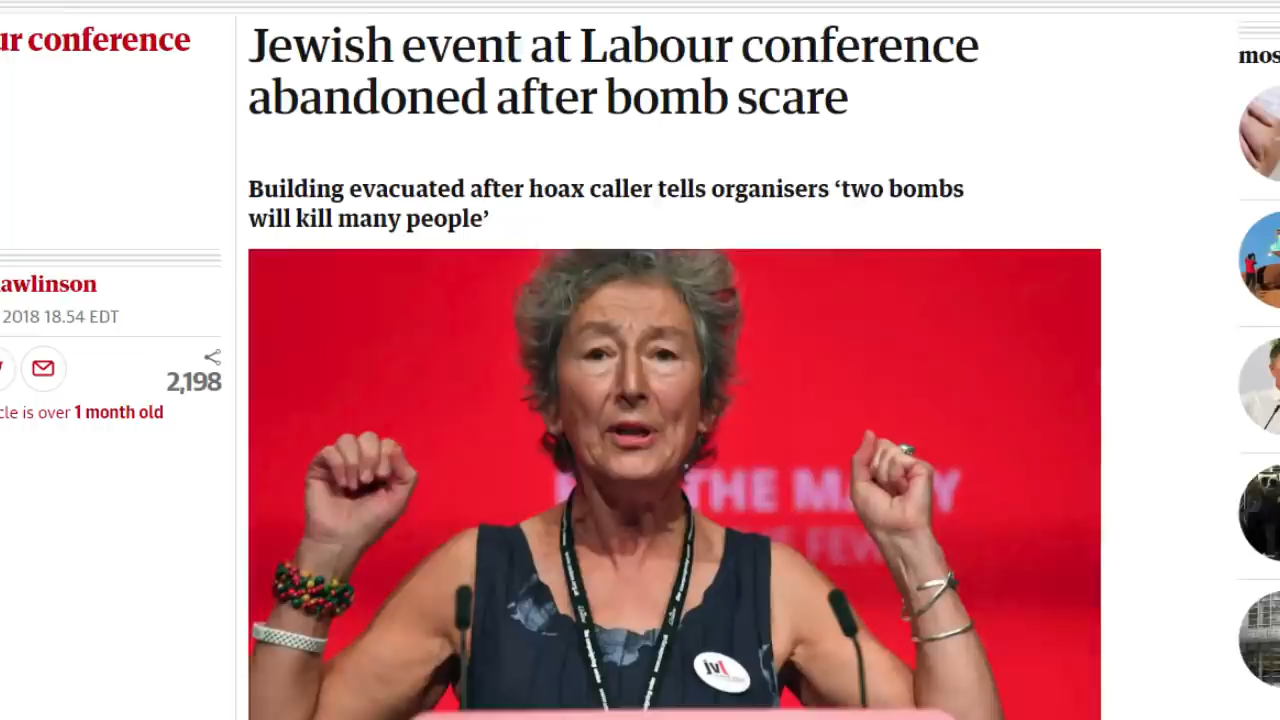 ur conference
Jewish event at Labour conference
abandoned after bomb scare
Building evacuated after hoax caller tells organisers ‘two bombs
will kill many people’
awlinson
2018 18.54 EDT
2,198
cle is over 1 month old
mos
THE MA Y
E FEW
jvl